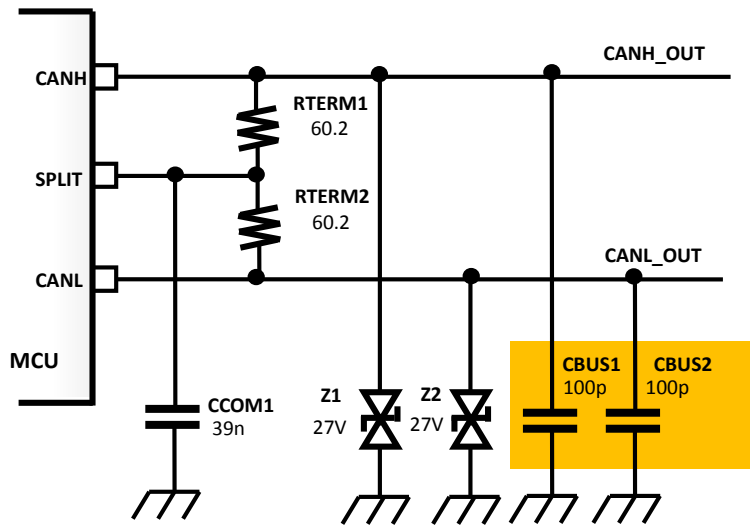 CANH_OUT
CANH
RTERM1
60.2
SPLIT
RTERM2
60.2
CANL_OUT
CANL
MCU
CCOM1
39n
Z1
27V
Z2
27V
CBUS1
100p
CBUS2
100p